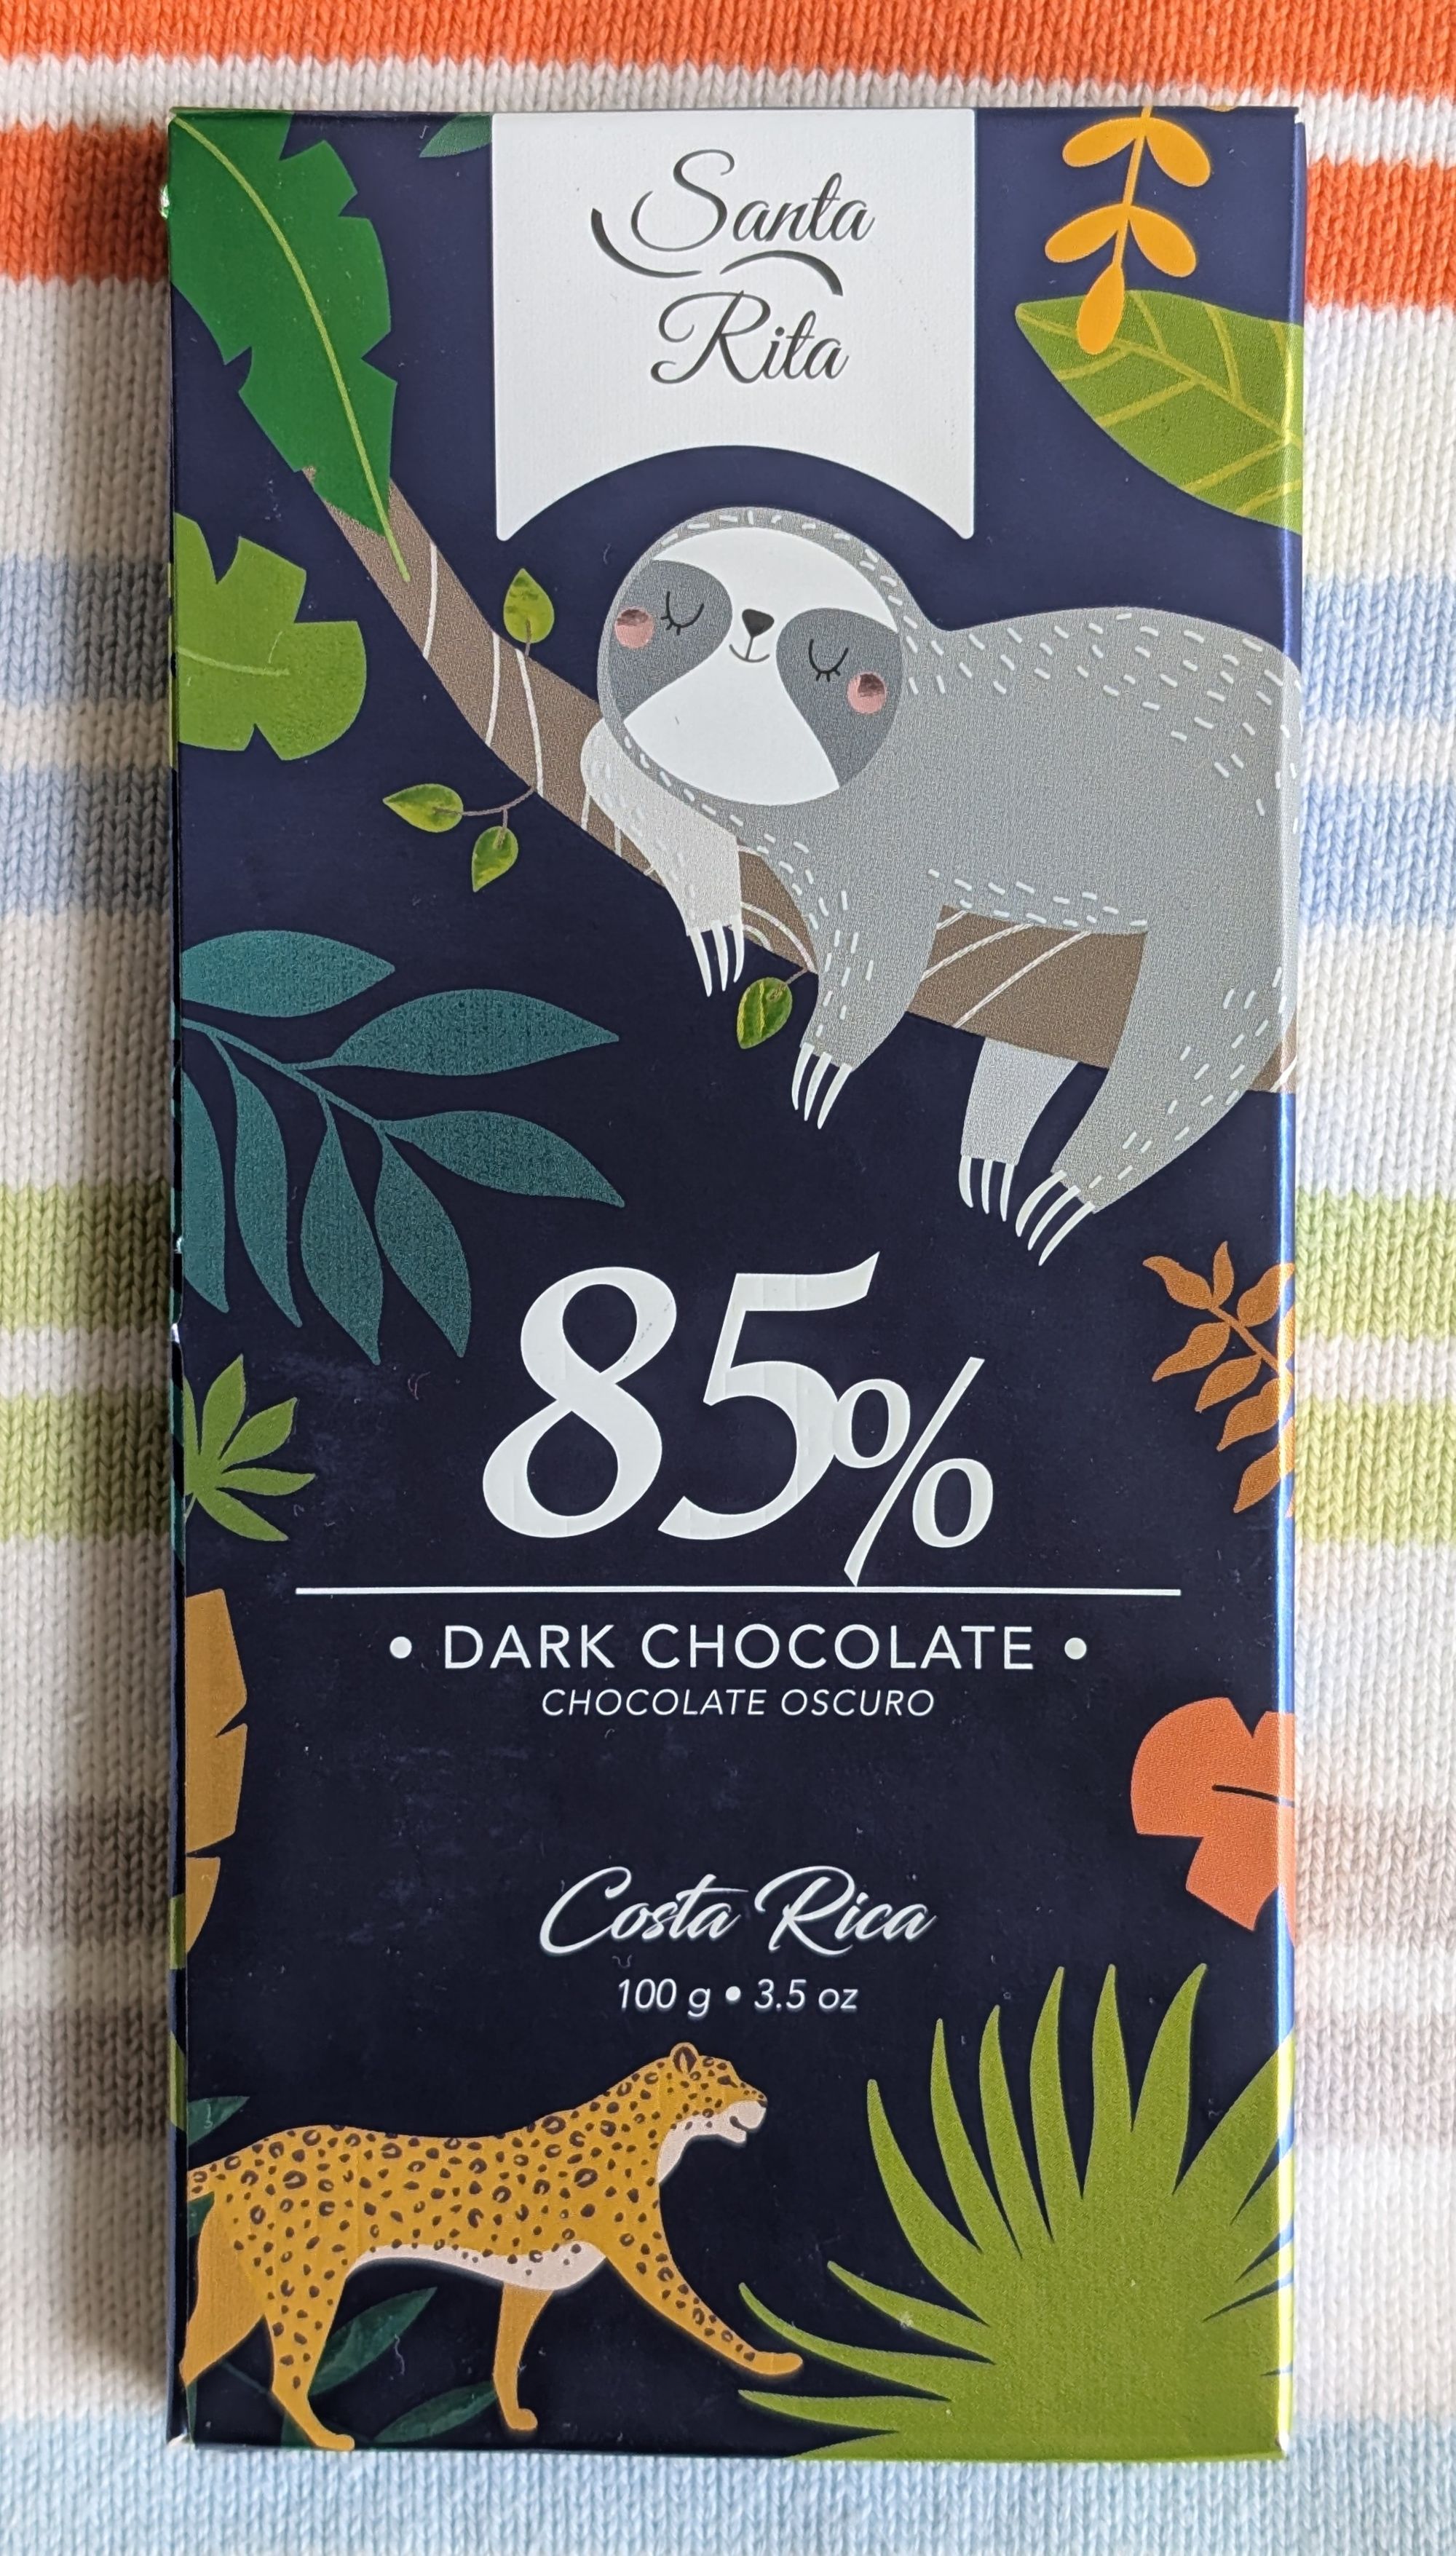 Santa
Rita
85%
• DARK CHOCOLATE •
CHOCOLATE OSCURO
Costa Rica
100 g • 3.5 oz